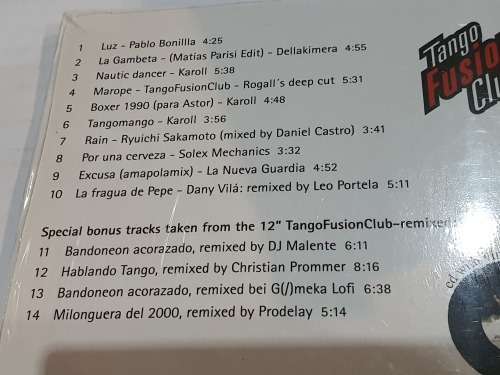 1 Luz - Pablo Bonillla 4:25
2 La Gambeta - (Matías Parisi Edit) - Dellakimera 4:55
3 Nautic dancer - Karoll 5:38
4 Marope - TangoFusionClub - Rogall´s deep cut 5:31
5 Boxer 1990 (para Astor) - Karoll 4:48
6 Tangomango - Karoll 3:56
7 Rain - Ryuichi Sakamoto (mixed by Daniel Castro) 3:41
8 Por una cerveza - Solex Mechanics 3:32
9 Excusa (amapolamix) - La Nueva Guardia 4:52
10 La fragua de Pepe - Dany Vilá: remixed by Leo Portela 5:11
Special bonus tracks taken from the 12" TangoFusionClub-remixed:
11 Bandoneon acorazado, remixed by DJ Malente 6:11
12 Hablando Tango, remixed by Christian Prommer 8:16
13 Bandoneon acorazado, remixed bei G(/)meka Lofi 6:38
14 Milonguera del 2000, remixed by Prodelay 5:14
Tango
Fusion
Club